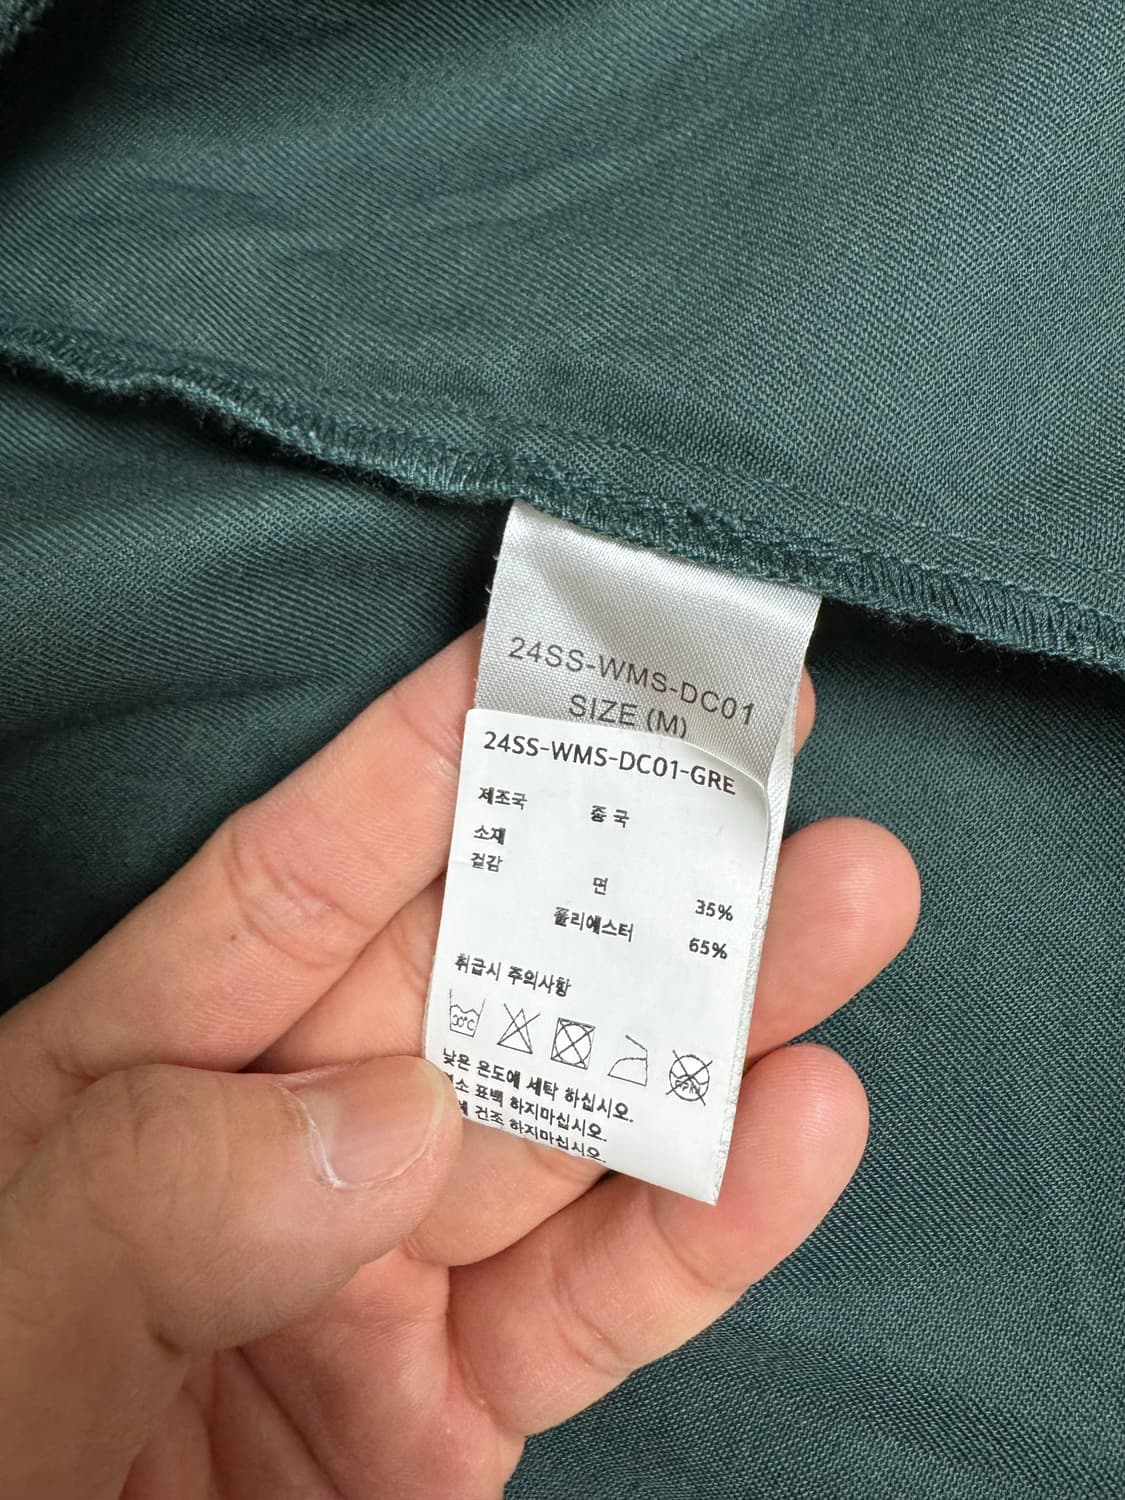 24SS-WMS-DC01
SIZE (M)
24SS-WMS-DC01-GRE
제조국 중 국
소재
겉감
면 35%
폴리에스터 65%
취급시 주의사항
30°C
낮은 온도에 세탁 하십시오.
표백 하지마십시오.
건조 하지마십시오.